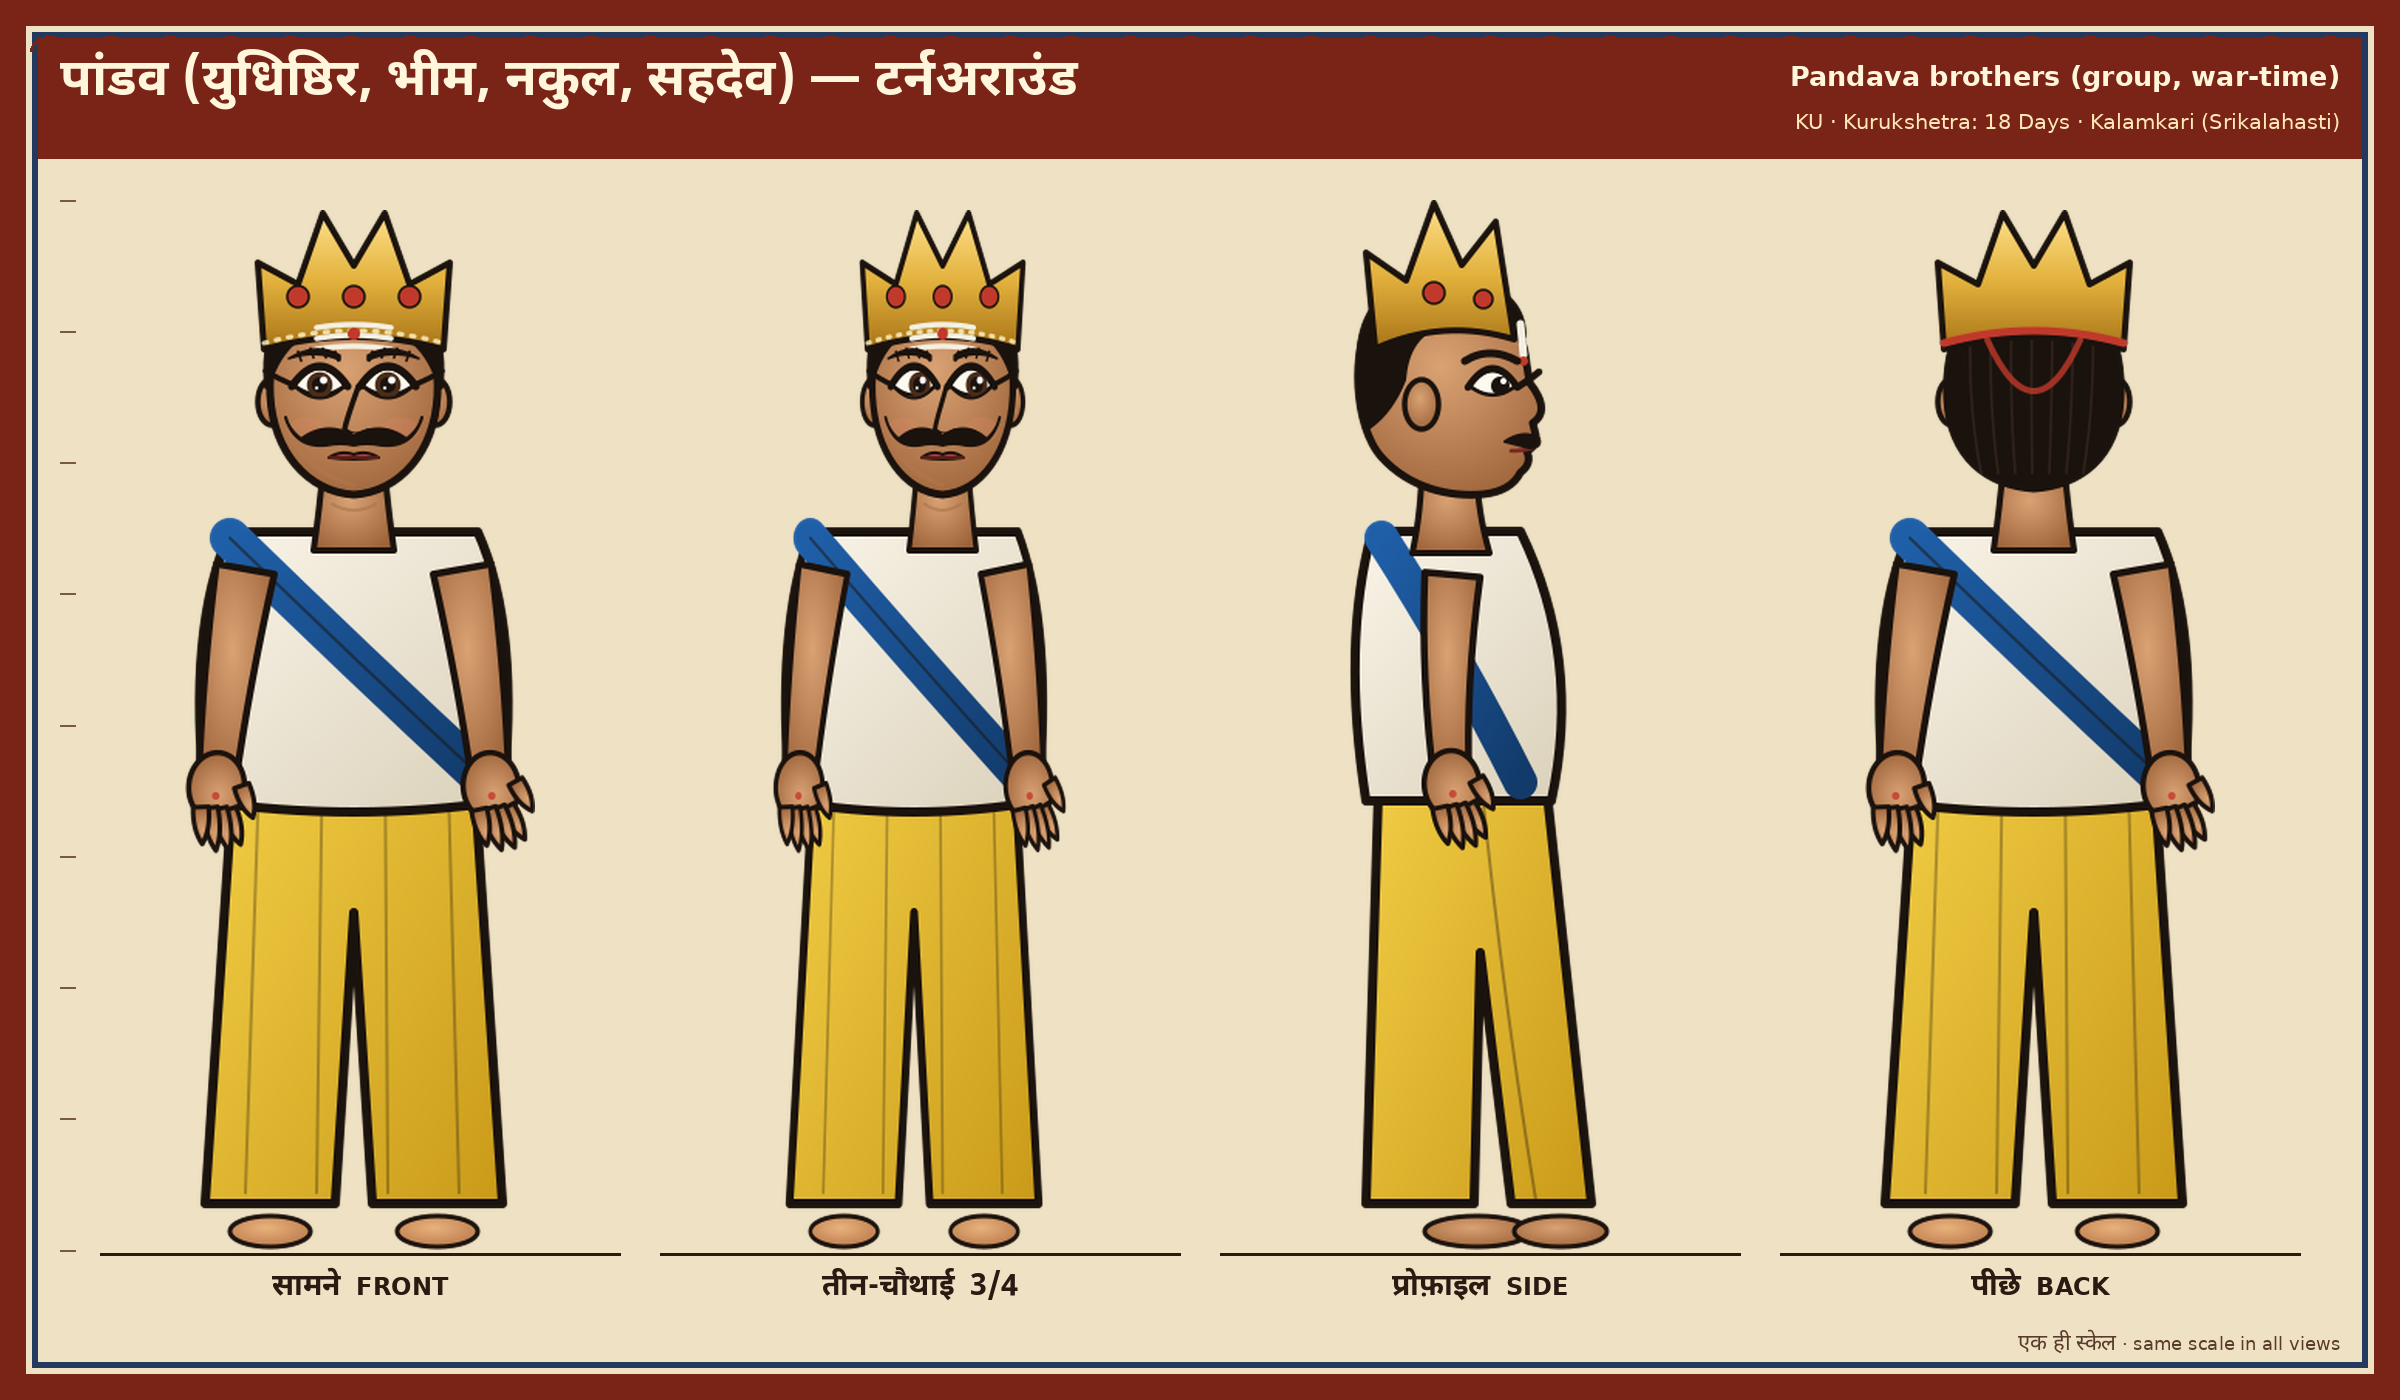 पांडव (युधिष्ठिर, भीम, नकुल, सहदेव) — टर्नअराउंड
Pandava brothers (group, war-time)
KU · Kurukshetra: 18 Days · Kalamkari (Srikalahasti)
सामने FRONT
तीन-चौथाई 3/4
प्रोफ़ाइल SIDE
पीछे BACK
एक ही स्केल · same scale in all views